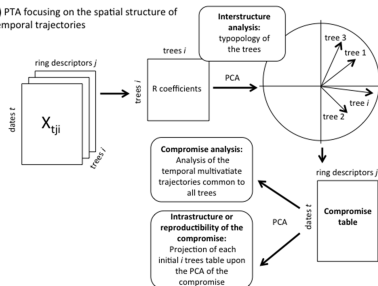 ) PTA focusing on the spatial structure of
emporal trajectories
Interstructure
analysis:
typopology of
the trees
ring descriptors j
dates t
Xtji
trees i
trees i
trees i
R coefficients
PCA
tree 3
tree 1
tree i
tree 2
Compromise analysis:
Analysis of the
temporal multivatiate
trajectories common to
all trees
Intrastructure or
reproductibility of the
compromise:
Projection of each
initial i trees table upon
the PCA of the
compromise
PCA
ring descriptors j
dates t
Compromise
table